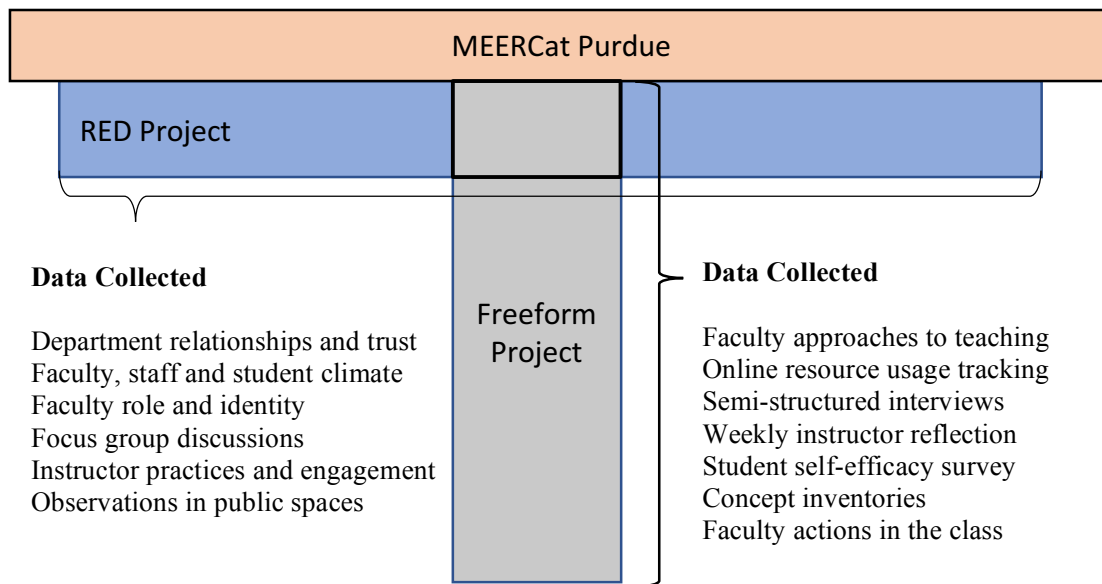 MEERCat Purdue
RED Project
Data Collected
Department relationships and trust
Faculty, staff and student climate
Faculty role and identity
Focus group discussions
Instructor practices and engagement
Observations in public spaces
Freeform
Project
Data Collected
Faculty approaches to teaching
Online resource usage tracking
Semi-structured interviews
Weekly instructor reflection
Student self-efficacy survey
Concept inventories
Faculty actions in the class